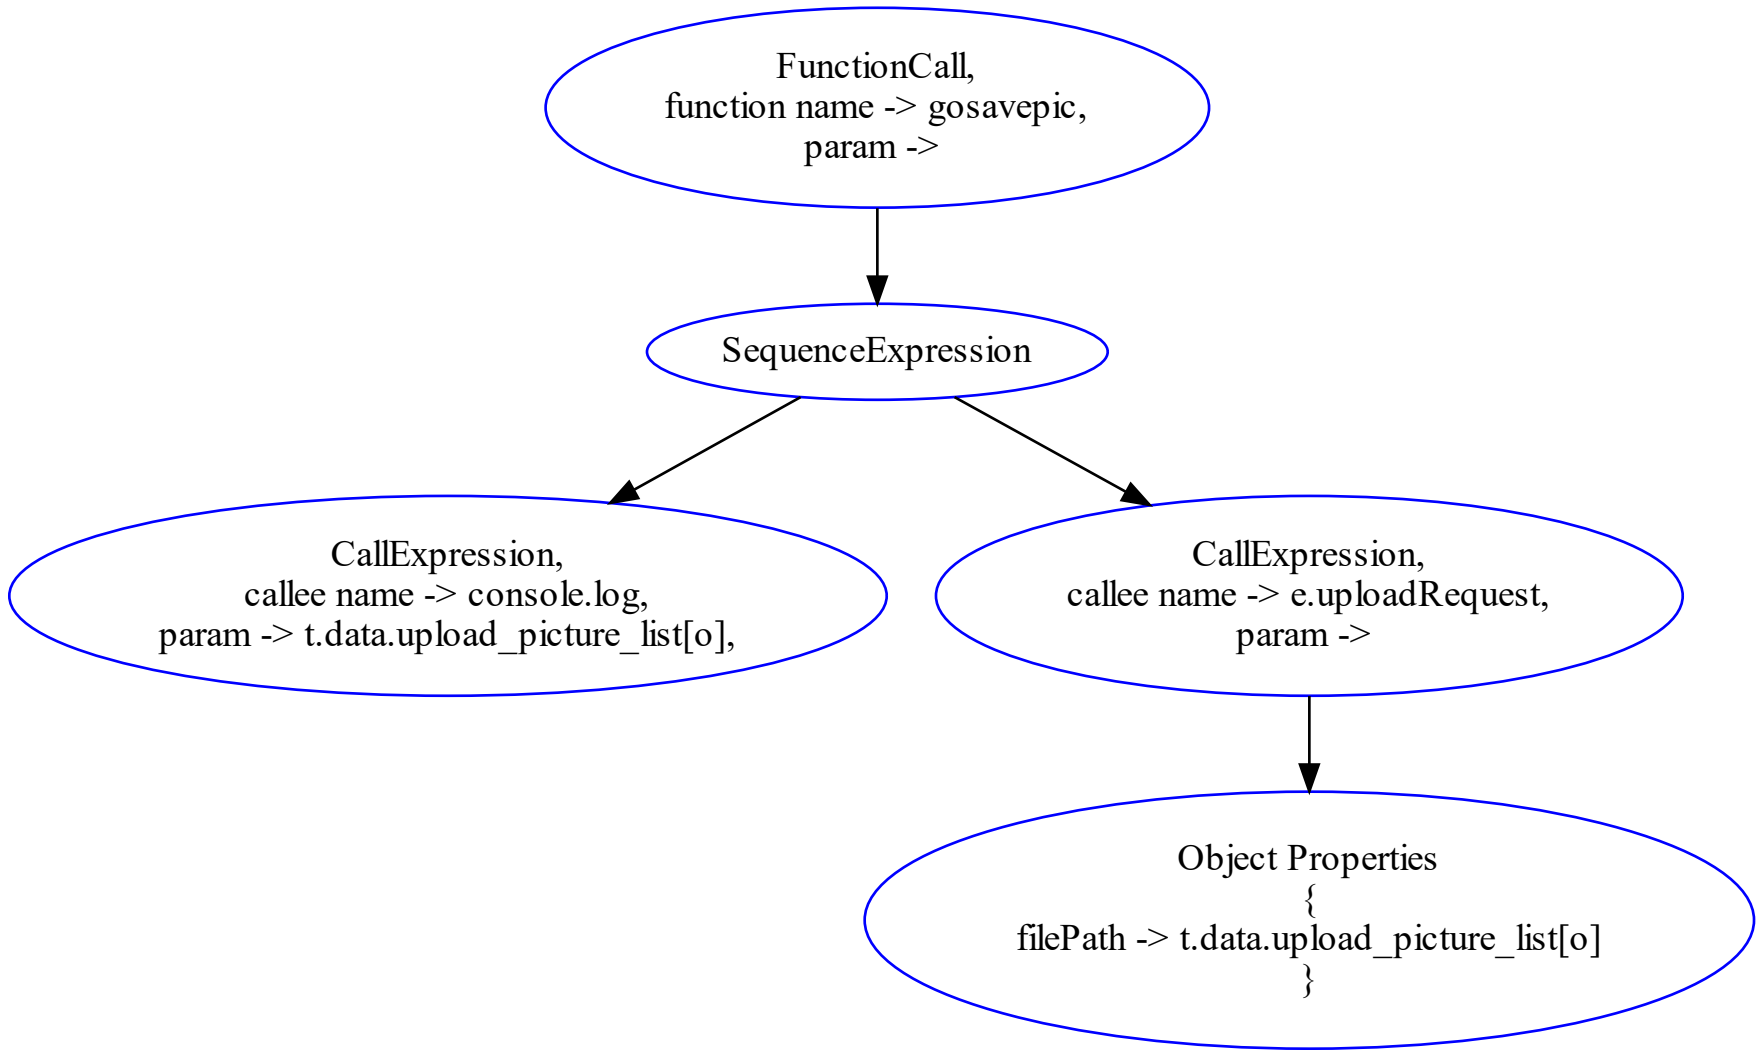 FunctionCall,
function name -> gosavepic,
param ->
SequenceExpression
CallExpression,
callee name -> console.log,
param -> t.data.upload_picture_list[o],
CallExpression,
callee name -> e.uploadRequest,
param ->
Object Properties
{
filePath -> t.data.upload_picture_list[o]
}